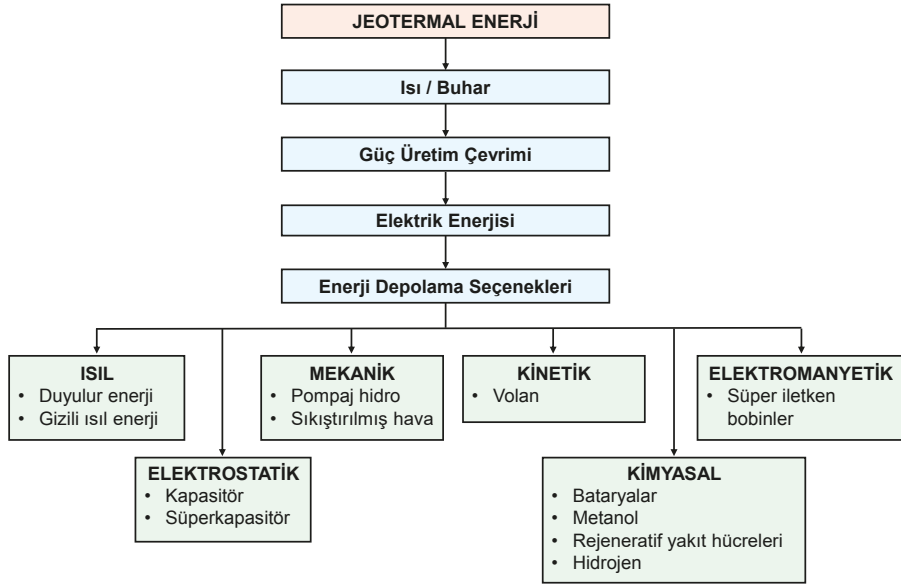 JEOTERMAL ENERJİ
Isı / Buhar
Güç Üretim Çevrimi
Elektrik Enerjisi
Enerji Depolama Seçenekleri
ISIL
• Duyulur enerji
• Gizili ısıl enerji
MEKANİK
• Pompaj hidro
• Sıkıştırılmış hava
KİNETİK
• Volan
ELEKTROMANYETİK
• Süper iletken
bobinler
ELEKTROSTATİK
• Kapasitör
• Süperkapasitör
KİMYASAL
• Bataryalar
• Metanol
• Rejeneratif yakıt hücreleri
• Hidrojen